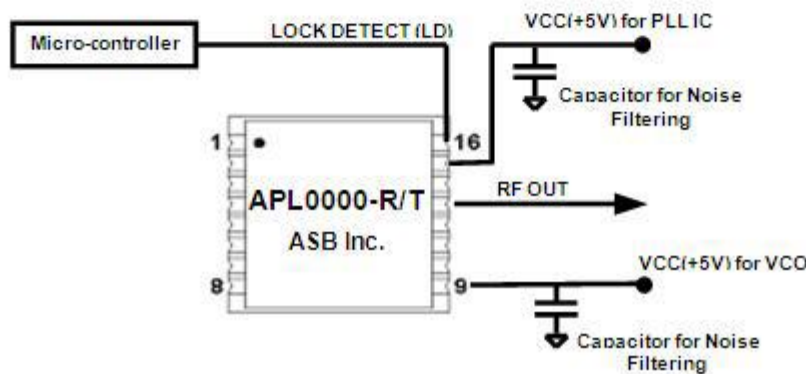 VCC(+5V) for PLL IC
Micro-controller
LOCK DETECT (LD)
Capacitor for Noise
Filtering
1
16
APL0000-R/T
RF OUT
ASB Inc.
VCC(+5V) for VCO
8
9
Capacitor for Noise
Filtering